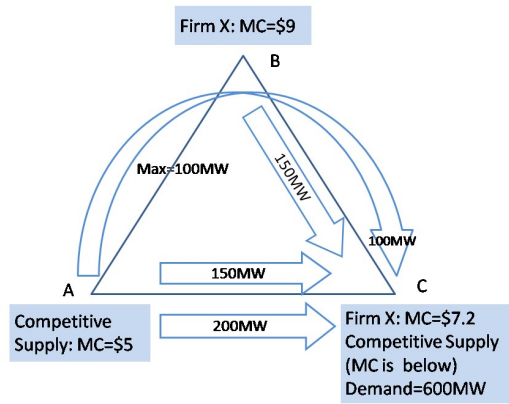 Firm X: MC=$9
B
Max=100MW
150MW
100MW
150MW
A
C
Competitive
Supply: MC=$5
200MW
Firm X: MC=$7.2
Competitive Supply
(MC is below)
Demand=600MW